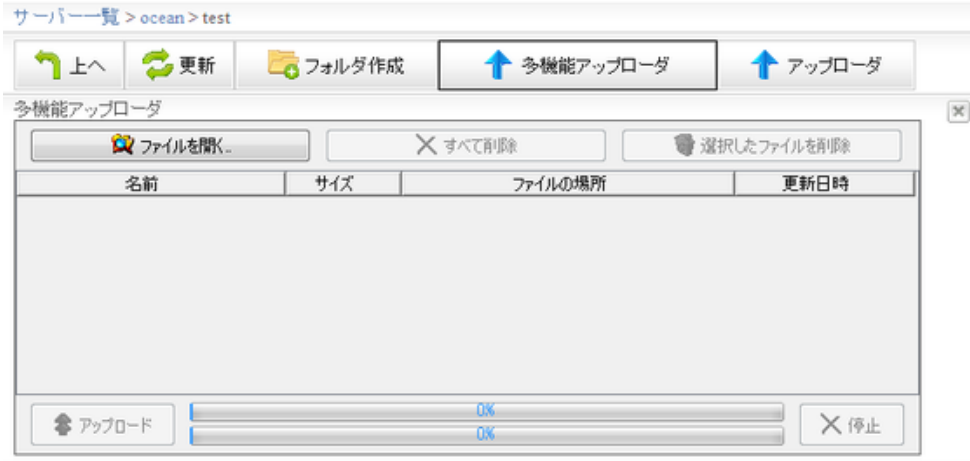 サーバー一覧 > ocean > test
上へ 更新 フォルダ作成 多機能アップローダ アップローダ
多機能アップローダ
ファイルを開く... すべて削除 選択したファイルを削除
名前 サイズ ファイルの場所 更新日時
0%
アップロード 停止
0%